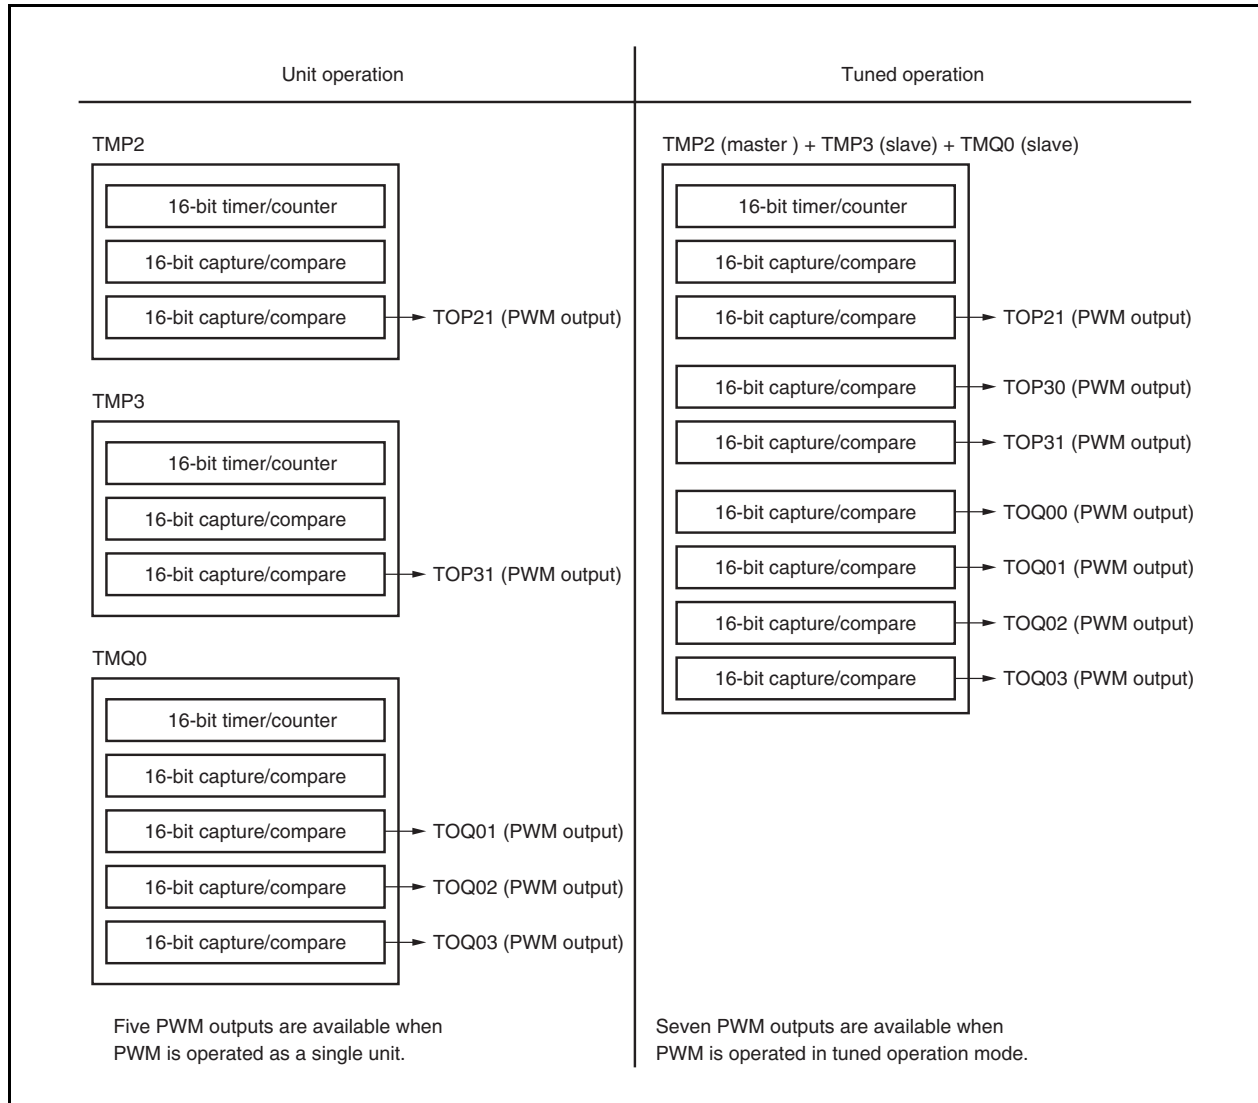 Unit operation
Tuned operation
TMP2
16-bit timer/counter
16-bit capture/compare
16-bit capture/compare
TOP21 (PWM output)
TMP3
16-bit timer/counter
16-bit capture/compare
16-bit capture/compare
TOP31 (PWM output)
TMQ0
16-bit timer/counter
16-bit capture/compare
16-bit capture/compare
TOQ01 (PWM output)
16-bit capture/compare
TOQ02 (PWM output)
16-bit capture/compare
TOQ03 (PWM output)
Five PWM outputs are available when
PWM is operated as a single unit.
TMP2 (master ) + TMP3 (slave) + TMQ0 (slave)
16-bit timer/counter
16-bit capture/compare
16-bit capture/compare
TOP21 (PWM output)
16-bit capture/compare
TOP30 (PWM output)
16-bit capture/compare
TOP31 (PWM output)
16-bit capture/compare
TOQ00 (PWM output)
16-bit capture/compare
TOQ01 (PWM output)
16-bit capture/compare
TOQ02 (PWM output)
16-bit capture/compare
TOQ03 (PWM output)
Seven PWM outputs are available when
PWM is operated in tuned operation mode.